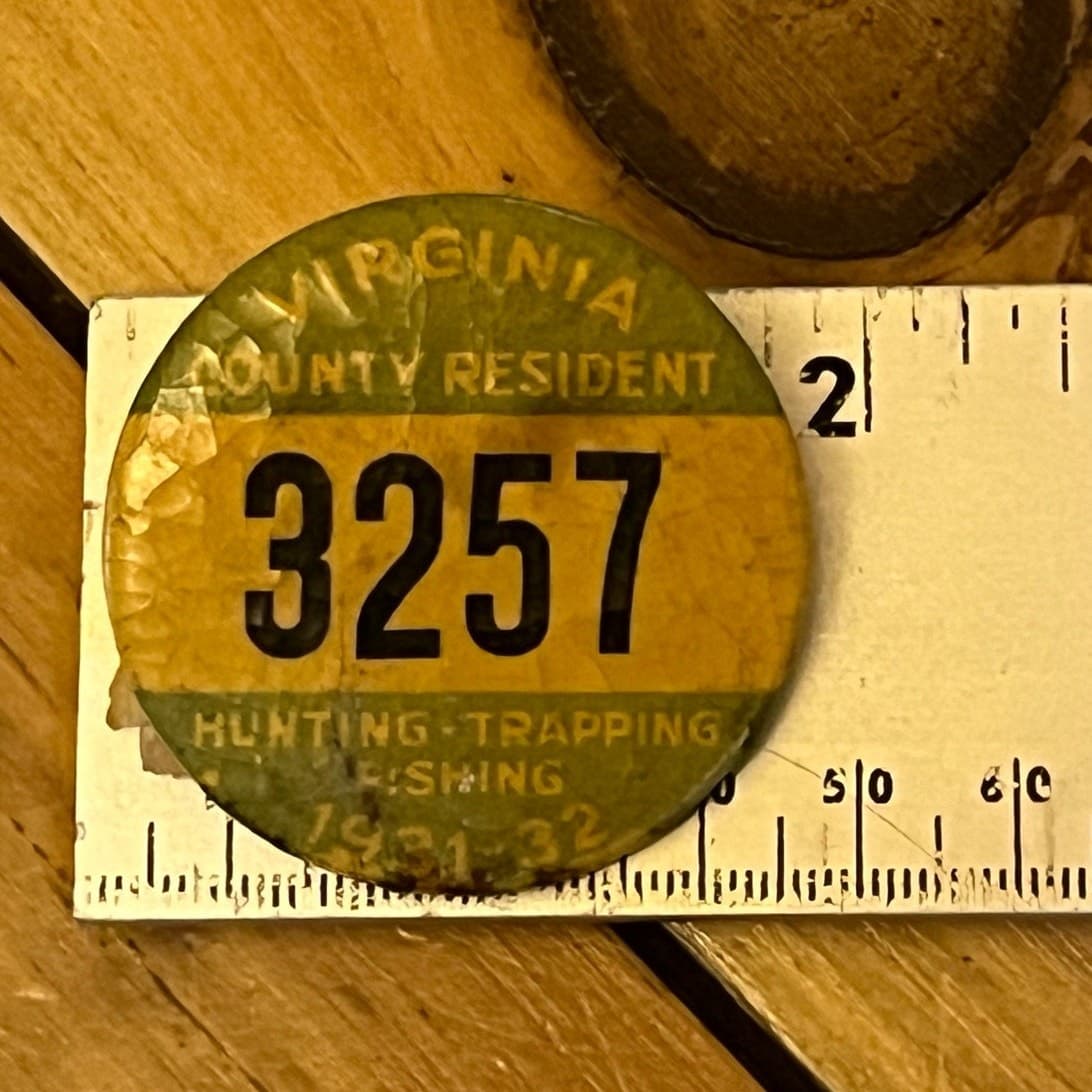 VIRGINIA
COUNTY RESIDENT
3257
HUNTING-TRAPPING
FISHING
1931-32
2
50 60